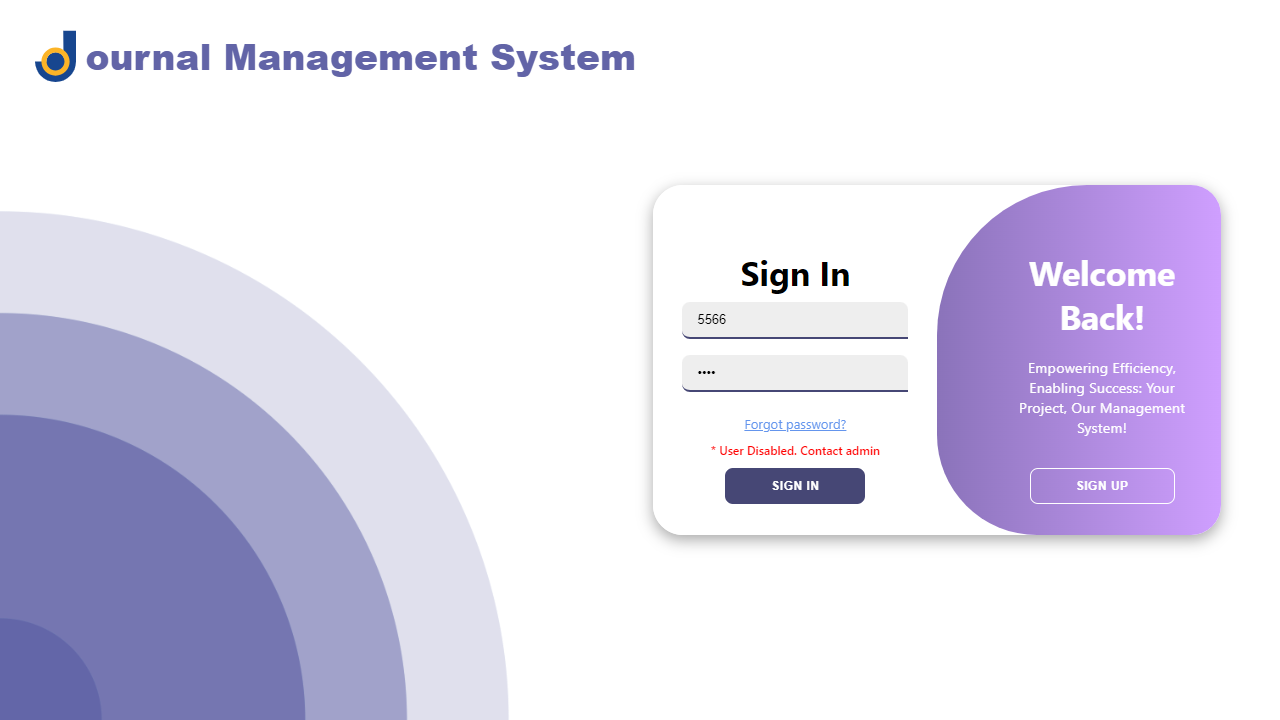 Journal Management System
Sign In
5566
••••
Forgot password?
* User Disabled. Contact admin
SIGN IN
Welcome
Back!
Empowering Efficiency,
Enabling Success: Your
Project, Our Management
System!
SIGN UP